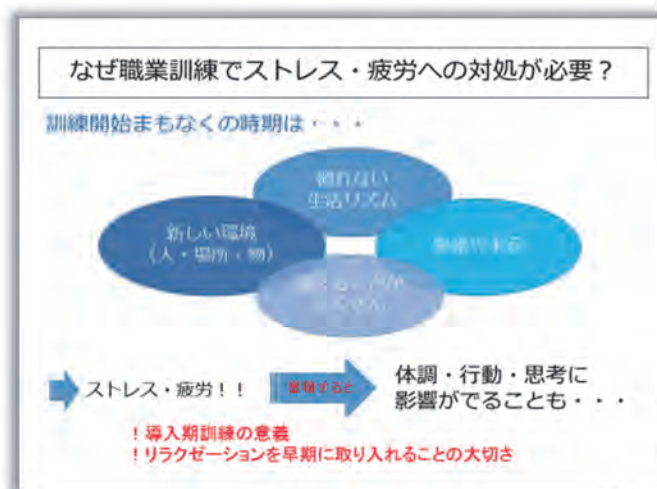 なぜ職業訓練でストレス・疲労への対処が必要？
訓練開始まもなくの時期は・・・
慣れない
生活リズム
新しい環境
（人・場所・物）
ストレス・疲労！！
蓄積すると
体調・行動・思考に
影響がでることも・・・
！導入期訓練の意義
！リラクゼーションを早期に取り入れることの大切さ